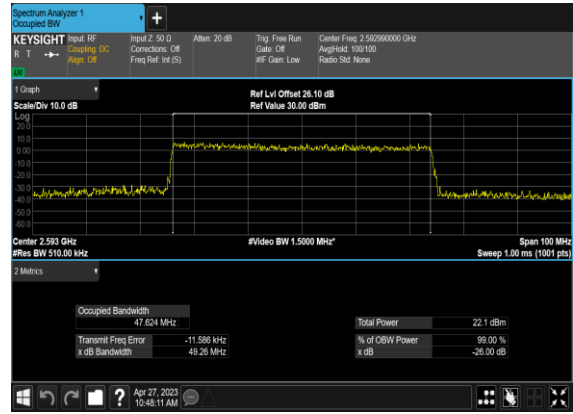 Spectrum Analyzer 1
Occupied BW
+
KEYSIGHT Input: RF Input Z: 50 Ω Atten: 20 dB Trig: Free Run Center Freq: 2.592990000 GHz
R T Coupling: DC Corrections: Off Gate: Off Avg|Hold: 100/100
Align: Off Freq Ref: Int (S) #IF Gain: Low Radio Std: None
LXI
1 Graph
Ref Lvl Offset 26.10 dB
Scale/Div 10.0 dB Ref Value 30.00 dBm
Log
20.0
10.0
0.00
-10.0
-20.0
-30.0
-40.0
-50.0
-60.0
Center 2.593 GHz #Video BW 1.5000 MHz* Span 100 MHz
#Res BW 510.00 kHz Sweep 1.00 ms (1001 pts)
2 Metrics
Occupied Bandwidth
47.624 MHz Total Power 22.1 dBm
Transmit Freq Error -11.586 kHz % of OBW Power 99.00 %
x dB Bandwidth 49.26 MHz x dB -26.00 dB
? Apr 27, 2023
10:48:11 AM